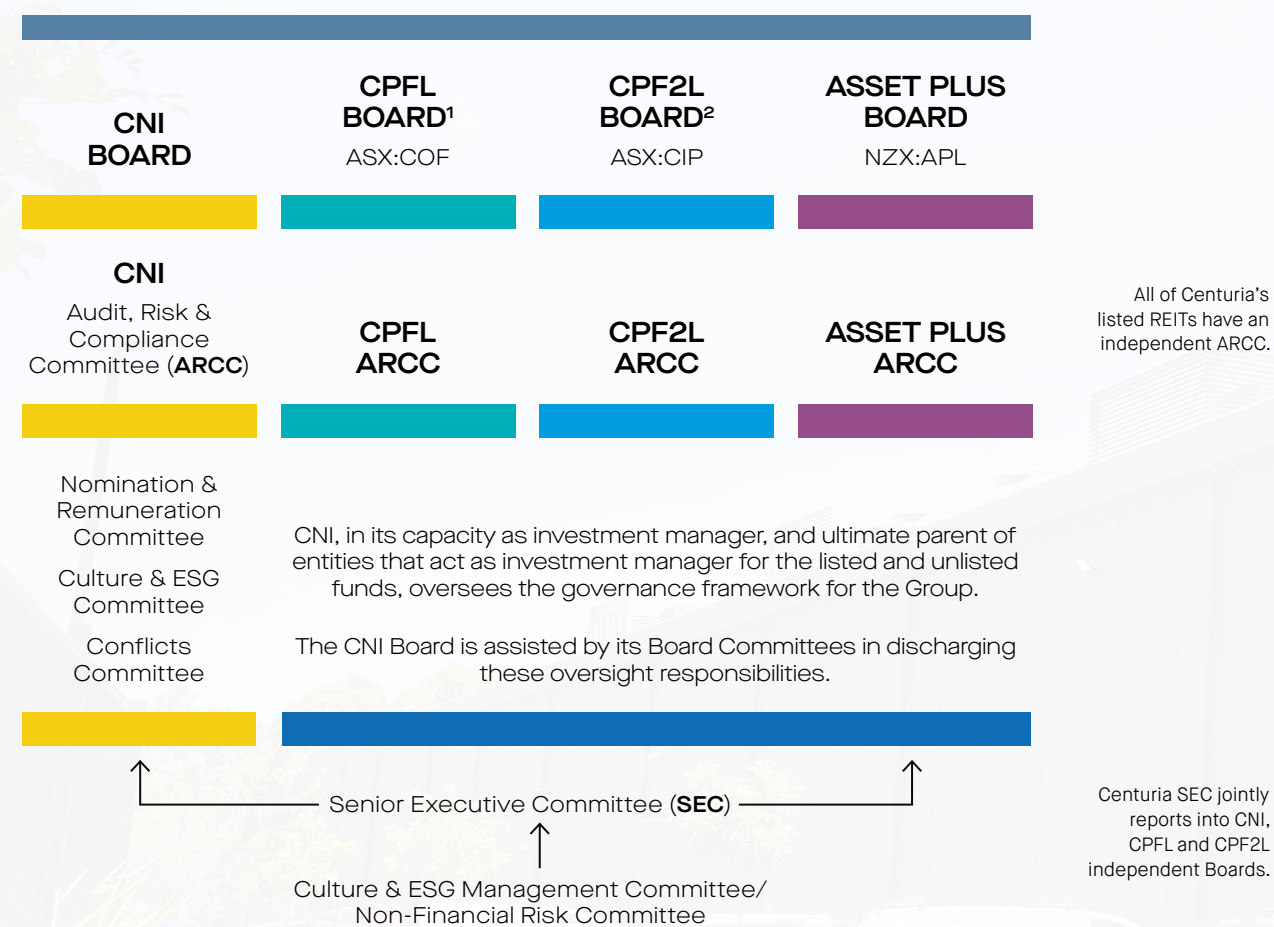 CNI
BOARD
CPFL
BOARD¹
ASX:COF
CPF2L
BOARD²
ASX:CIP
ASSET PLUS
BOARD
NZX:APL
CNI
Audit, Risk &
Compliance
Committee (ARCC)
CPFL
ARCC
CPF2L
ARCC
ASSET PLUS
ARCC
All of Centuria’s
listed REITs have an
independent ARCC.
Nomination &
Remuneration
Committee
Culture & ESG
Committee
Conflicts
Committee
CNI, in its capacity as investment manager, and ultimate parent of
entities that act as investment manager for the listed and unlisted
funds, oversees the governance framework for the Group.
The CNI Board is assisted by its Board Committees in discharging
these oversight responsibilities.
Senior Executive Committee (SEC)
Culture & ESG Management Committee/
Non-Financial Risk Committee
Centuria SEC jointly
reports into CNI,
CPFL and CPF2L
independent Boards.